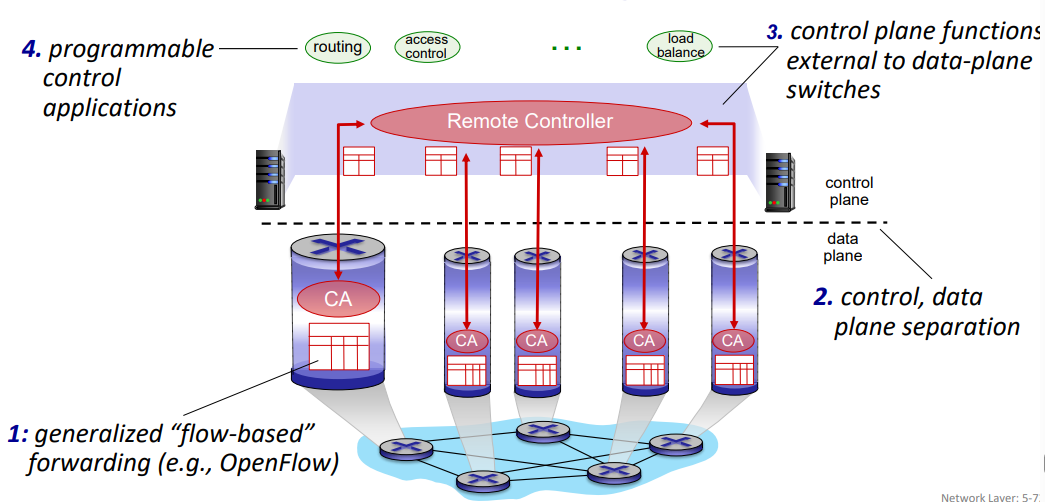 4. programmable
control
applications
routing
access
control
...
load
balance
3. control plane functions
external to data-plane
switches
Remote Controller
control
plane
data
plane
CA
CA
CA
CA
CA
2. control, data
plane separation
1: generalized “flow-based”
forwarding (e.g., OpenFlow)
Network Layer: 5-7